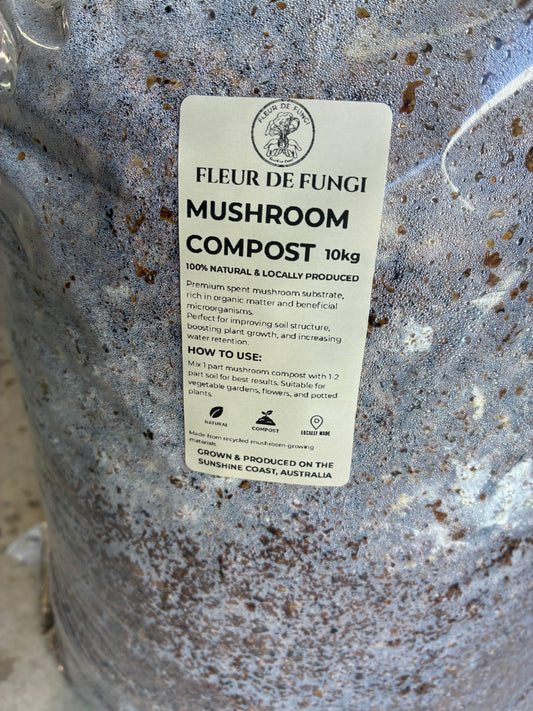 FLEUR DE FUNGI
FLEUR DE FUNGI
MUSHROOM
COMPOST 10kg
100% NATURAL & LOCALLY PRODUCED
Premium spent mushroom substrate,
rich in organic matter and beneficial
microorganisms.
Perfect for improving soil structure,
boosting plant growth, and increasing
water retention.
HOW TO USE:
Mix 1 part mushroom compost with 1-2
part soil for best results. Suitable for
vegetable gardens, flowers, and potted
plants.
NATURAL
COMPOST
LOCALLY MADE
Made from recycled mushroom-growing
materials.
GROWN & PRODUCED ON THE
SUNSHINE COAST, AUSTRALIA